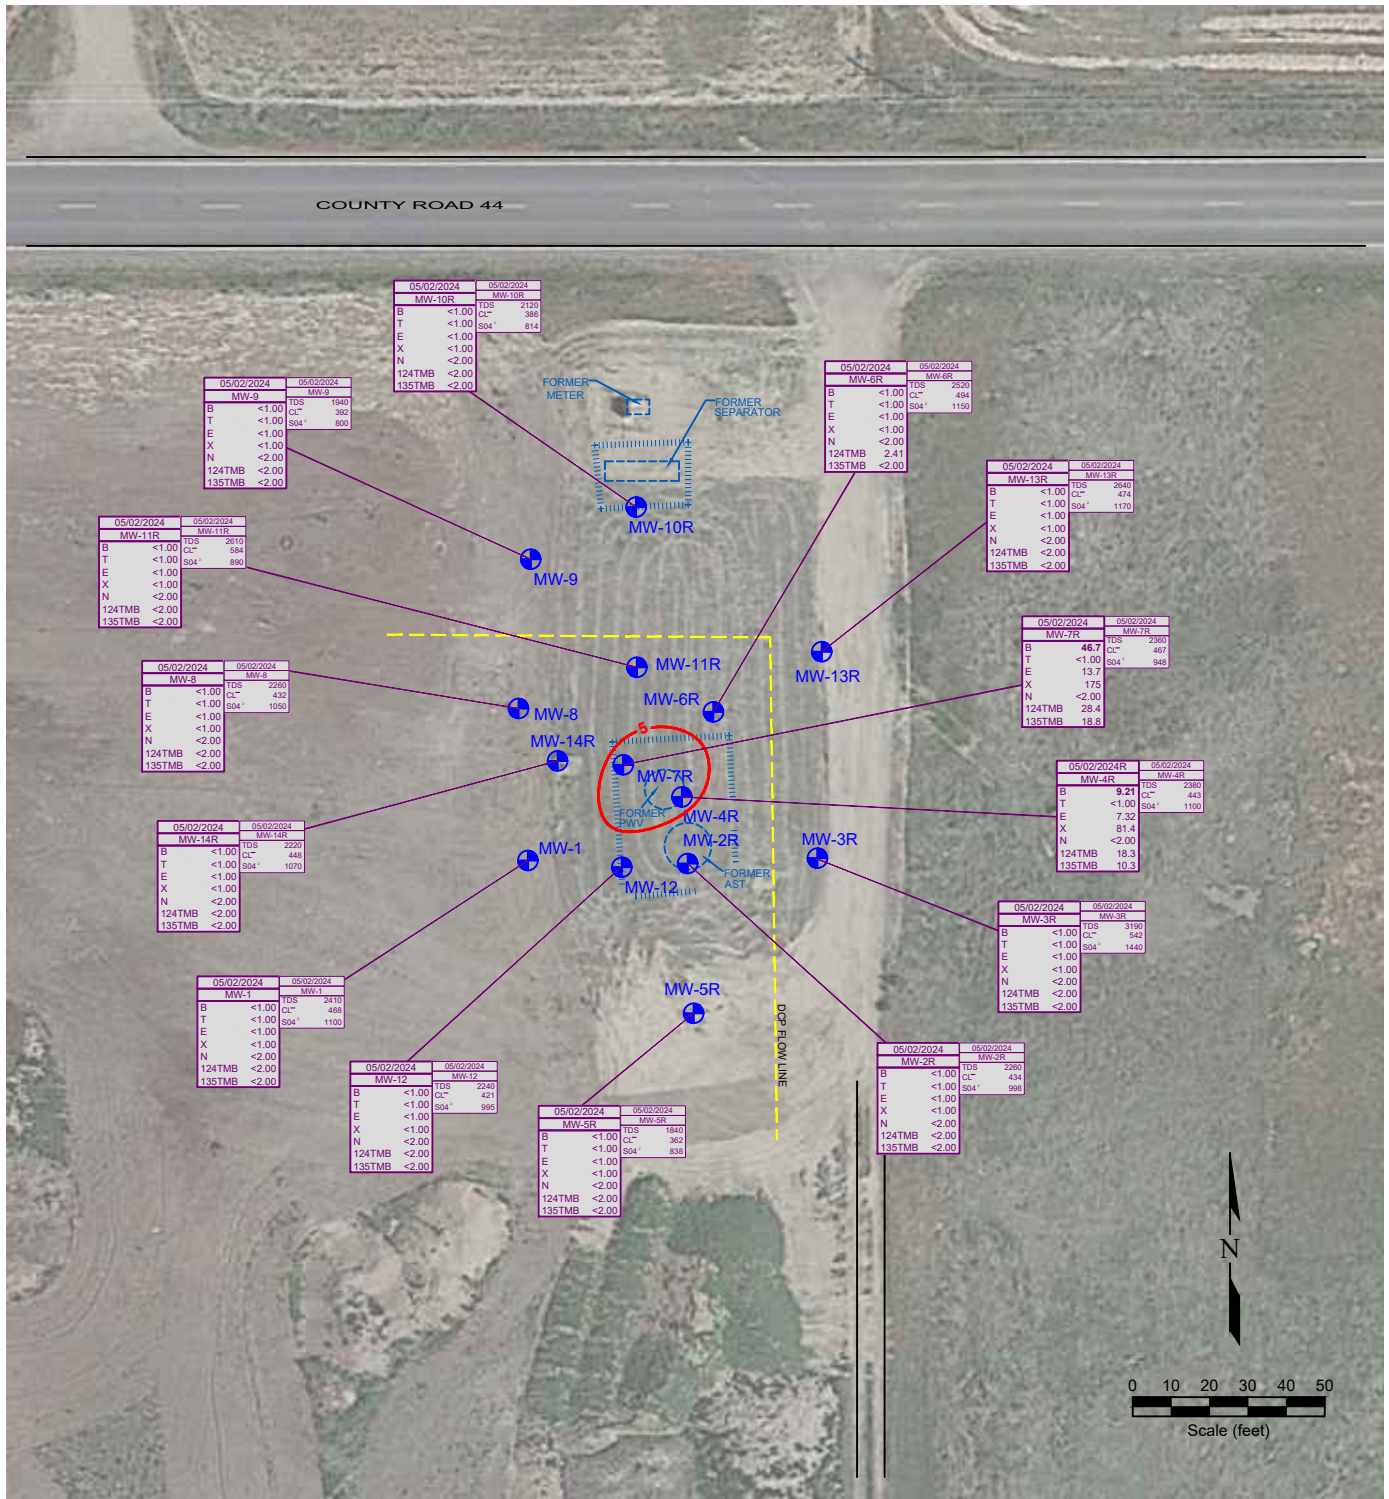 COUNTY ROAD 44
05/02/2024 05/02/2024
MW-10R MW-10R
B <1.00 TDS 2120
T <1.00 CL⁻ 386
E <1.00 SO4 814
X <1.00
N <2.00
124TMB <2.00
135TMB <2.00
FORMER
METER
FORMER
SEPARATOR
05/02/2024 05/02/2024
MW-6R MW-6R
B <1.00 TDS 2520
T <1.00 CL⁻ 494
E <1.00 S04 1150
X <1.00
N <2.00
124TMB 2.41
135TMB <2.00
05/02/2024 05/02/2024
MW-9 MW-9
B <1.00 TDS 1940
T <1.00 CL⁻ 392
E <1.00 S04 800
X <1.00
N <2.00
124TMB <2.00
135TMB <2.00
05/02/2024 05/02/2024
MW-13R MW-13R
B <1.00 TDS 2640
T <1.00 CL⁻ 474
E <1.00 S04 1170
X <1.00
N <2.00
124TMB <2.00
135TMB <2.00
05/02/2024 05/02/2024
MW-11R MW-11R
B <1.00 TDS 2610
T <1.00 CL⁻ 584
E <1.00 S04 890
X <1.00
N <2.00
124TMB <2.00
135TMB <2.00
MW-10R
MW-9
MW-11R
MW-13R
MW-6R
MW-8
MW-14R
5
MW-7R
MW-4R
FORMER
PWV
MW-2R
MW-1
MW-3R
MW-12
FORMER
AST
05/02/2024 05/02/2024
MW-7R MW-7R
B 46.7 TDS 2360
T <1.00 CL⁻ 467
E 13.7 S04 948
X 175
N <2.00
124TMB 28.4
135TMB 18.8
05/02/2024 05/02/2024
MW-8 MW-8
B <1.00 TDS 2260
T <1.00 CL⁻ 432
E <1.00 S04 1050
X <1.00
N <2.00
124TMB <2.00
135TMB <2.00
05/02/2024R 05/02/2024
MW-4R MW-4R
B 9.21 TDS 2380
T <1.00 CL⁻ 443
E 7.32 S04 1100
X 81.4
N <2.00
124TMB 18.3
135TMB 10.3
05/02/2024 05/02/2024
MW-14R MW-14R
B <1.00 TDS 2220
T <1.00 CL⁻ 448
E <1.00 S04 1070
X <1.00
N <2.00
124TMB <2.00
135TMB <2.00
05/02/2024 05/02/2024
MW-3R MW-3R
B <1.00 TDS 3190
T <1.00 CL⁻ 542
E <1.00 S04 1440
X <1.00
N <2.00
124TMB <2.00
135TMB <2.00
05/02/2024 05/02/2024
MW-1 MW-1
B <1.00 TDS 2410
T <1.00 CL⁻ 468
E <1.00 S04 1100
X <1.00
N <2.00
124TMB <2.00
135TMB <2.00
MW-5R
DCP FLOW LINE
05/02/2024 05/02/2024
MW-12 MW-12
B <1.00 TDS 2240
T <1.00 CL⁻ 421
E <1.00 S04 995
X <1.00
N <2.00
124TMB <2.00
135TMB <2.00
05/02/2024 05/02/2024
MW-2R MW-2R
B <1.00 TDS 2260
T <1.00 CL⁻ 434
E <1.00 S04 998
X <1.00
N <2.00
124TMB <2.00
135TMB <2.00
05/02/2024 05/02/2024
MW-5R MW-5R
B <1.00 TDS 1840
T <1.00 CL⁻ 362
E <1.00 S04 838
X <1.00
N <2.00
124TMB <2.00
135TMB <2.00
N
0 10 20 30 40 50
Scale (feet)